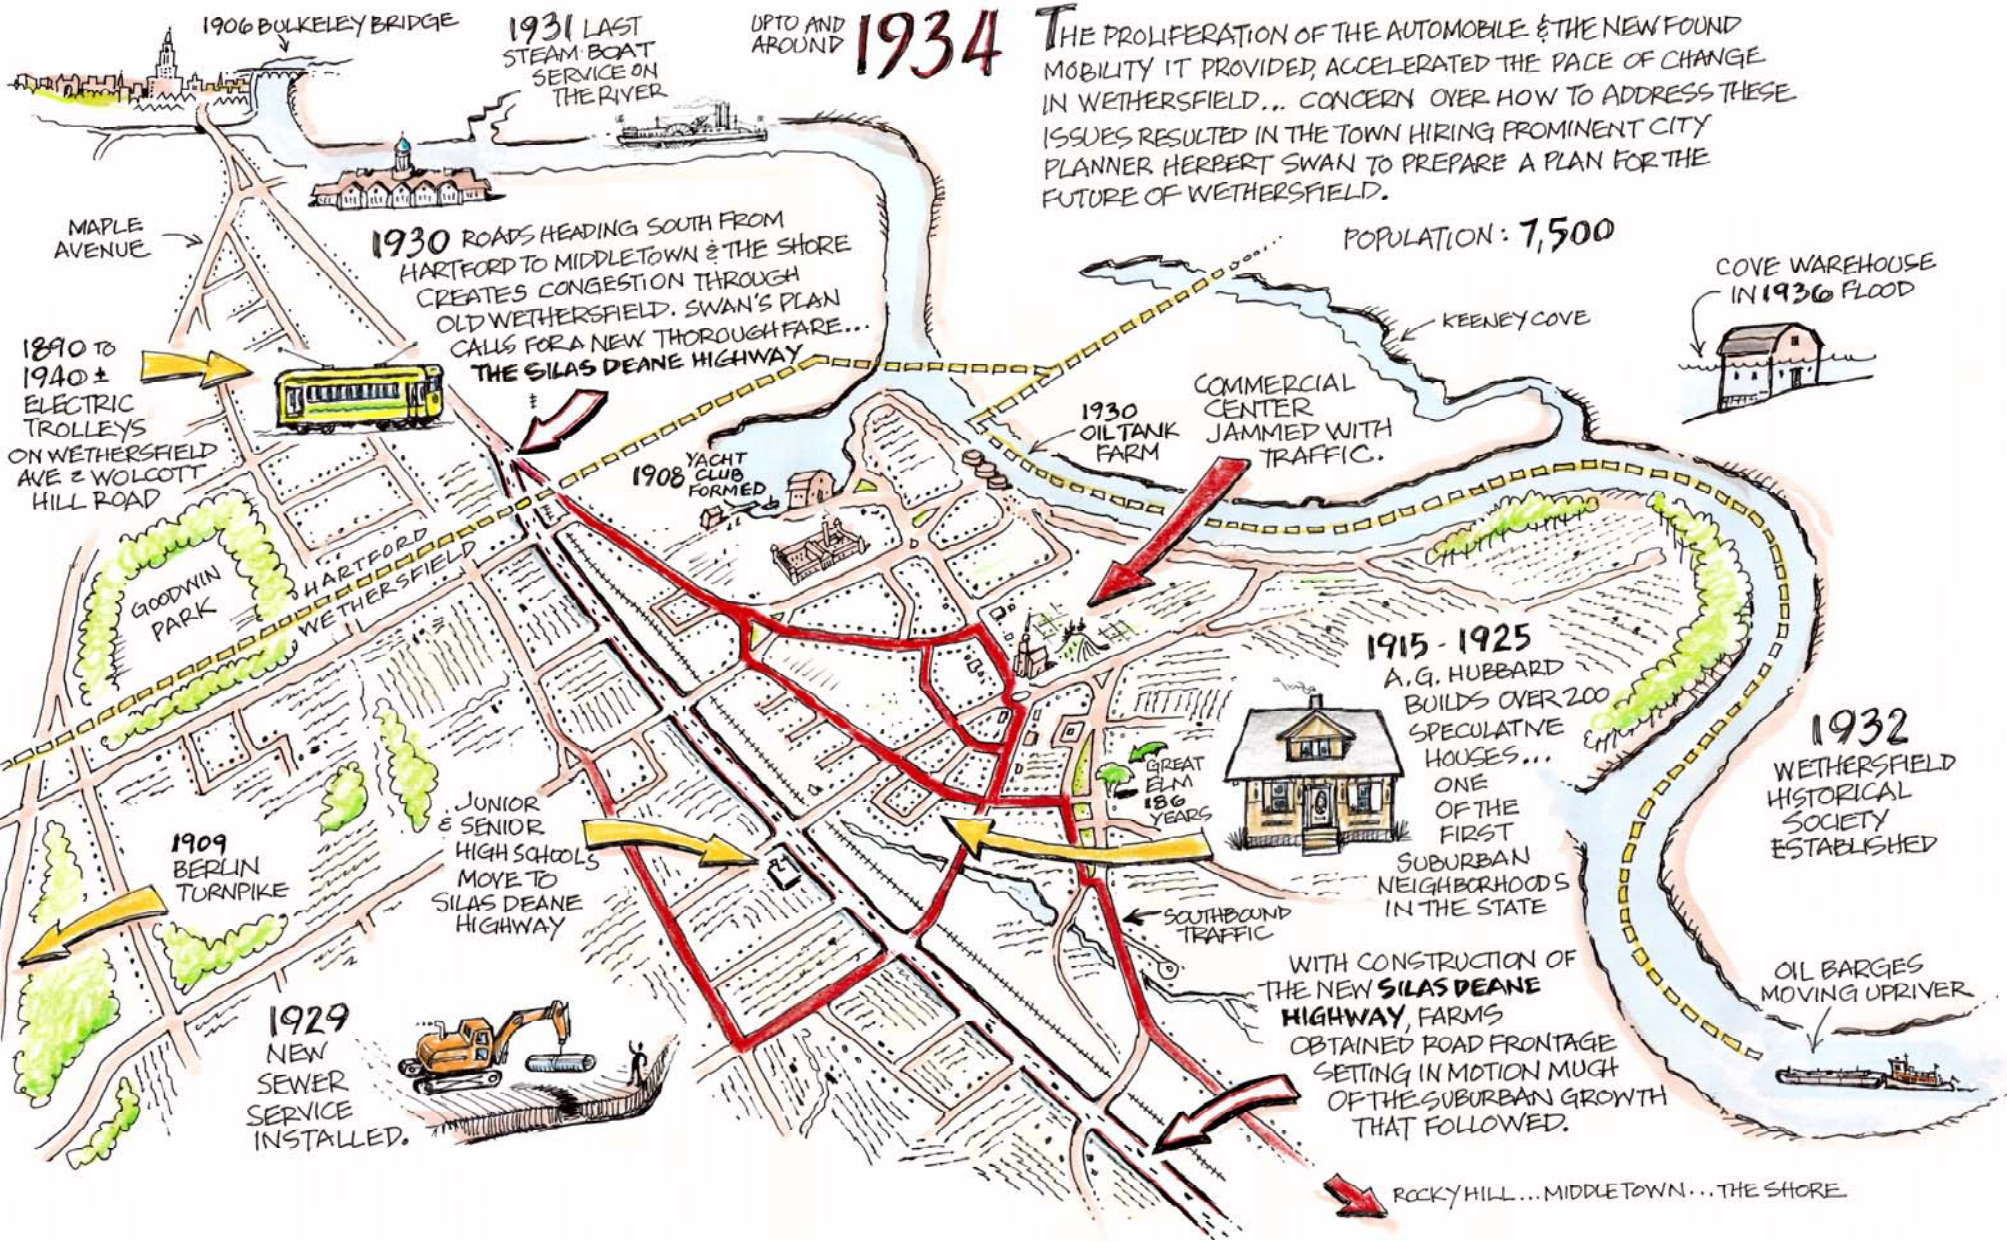 1906 BULKELEY BRIDGE
1931 LAST
STEAM BOAT
SERVICE ON
THE RIVER
UP TO AND
AROUND 1934
THE PROLIFERATION OF THE AUTOMOBILE & THE NEW FOUND
MOBILITY IT PROVIDED, ACCELERATED THE PACE OF CHANGE
IN WETHERSFIELD... CONCERN OVER HOW TO ADDRESS THESE
ISSUES RESULTED IN THE TOWN HIRING PROMINENT CITY
PLANNER HERBERT SWAN TO PREPARE A PLAN FOR THE
FUTURE OF WETHERSFIELD.
POPULATION: 7,500
MAPLE
AVENUE
1930 ROADS HEADING SOUTH FROM
HARTFORD TO MIDDLETOWN & THE SHORE
CREATES CONGESTION THROUGH
OLD WETHERSFIELD. SWAN'S PLAN
CALLS FOR A NEW THOROUGHFARE...
THE SILAS DEANE HIGHWAY
COVE WAREHOUSE
IN 1936 FLOOD
KEENEY COVE
1890 TO
1940 ±
ELECTRIC
TROLLEYS
ON WETHERSFIELD
AVE & WOLCOTT
HILL ROAD
1908 YACHT
CLUB
FORMED
1930
OIL TANK
FARM
COMMERCIAL
CENTER
JAMMED WITH
TRAFFIC.
GOODWIN
PARK
HARTFORD
WETHERSFIELD
1915 - 1925
A.G. HUBBARD
BUILDS OVER 200
SPECULATIVE
HOUSES...
ONE
OF THE
FIRST
SUBURBAN
NEIGHBORHOODS
IN THE STATE
GREAT
ELM
186
YEARS
1932
WETHERSFIELD
HISTORICAL
SOCIETY
ESTABLISHED
JUNIOR
& SENIOR
HIGH SCHOOLS
MOVE TO
SILAS DEANE
HIGHWAY
1909
BERLIN
TURNPIKE
SOUTHBOUND
TRAFFIC
WITH CONSTRUCTION OF
THE NEW SILAS DEANE
HIGHWAY, FARMS
OBTAINED ROAD FRONTAGE
SETTING IN MOTION MUCH
OF THE SUBURBAN GROWTH
THAT FOLLOWED.
OIL BARGES
MOVING UPRIVER
1929
NEW
SEWER
SERVICE
INSTALLED.
ROCKY HILL...MIDDLETOWN...THE SHORE